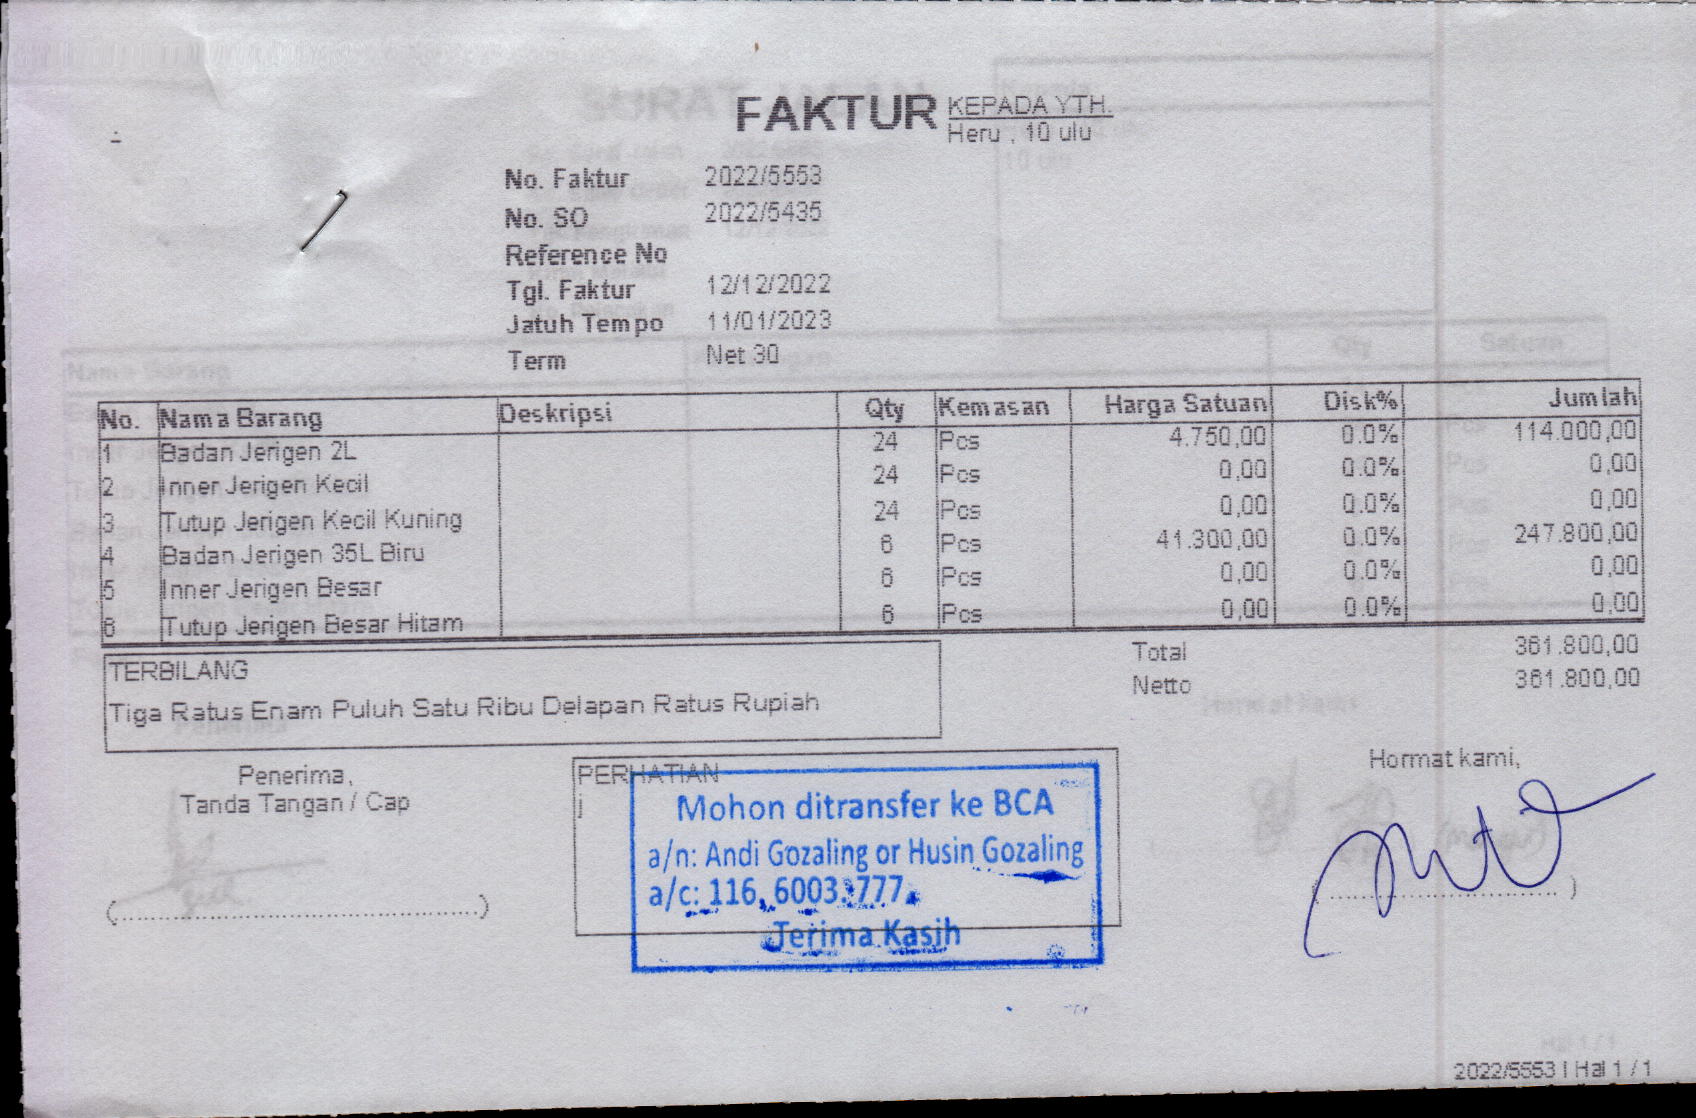 FAKTUR
KEPADA YTH.
Heru , 10 ulu
No. Faktur 2022/5553
No. SO 2022/5435
Reference No
Tgl. Faktur 12/12/2022
Jatuh Tempo 11/01/2023
Term Net 30
No. Nama Barang Deskripsi Qty Kemasan Harga Satuan Disk% Jumlah
1 Badan Jerigen 2L 24 Pcs 4.750,00 0.0% 114.000,00
2 Inner Jerigen Kecil 24 Pcs 0,00 0.0% 0,00
3 Tutup Jerigen Kecil Kuning 24 Pcs 0,00 0.0% 0,00
4 Badan Jerigen 35L Biru 6 Pcs 41.300,00 0.0% 247.800,00
5 Inner Jerigen Besar 6 Pcs 0,00 0.0% 0,00
6 Tutup Jerigen Besar Hitam 6 Pcs 0,00 0.0% 0,00
Total 361.800,00
Netto 361.800,00
TERBILANG
Tiga Ratus Enam Puluh Satu Ribu Delapan Ratus Rupiah
Penerima,
Tanda Tangan / Cap
(....................................................)
PERHATIAN
j
Mohon ditransfer ke BCA
a/n: Andi Gozaling or Husin Gozaling
a/c: 116. 6003. 777.
Terima Kasih
Hormat kami,
2022/5553 | Hal 1 / 1